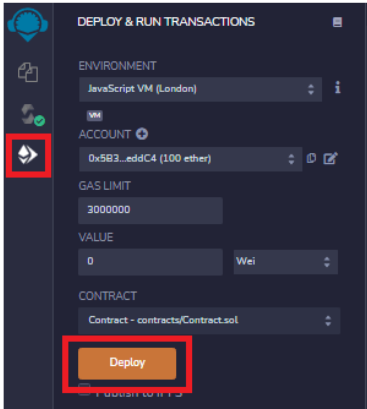 DEPLOY & RUN TRANSACTIONS
ENVIRONMENT
JavaScript VM (London)
VM
ACCOUNT
0x5B3...eddC4 (100 ether)
GAS LIMIT
3000000
VALUE
0 Wei
CONTRACT
Contract - contracts/Contract.sol
Deploy
Publish to IPFS